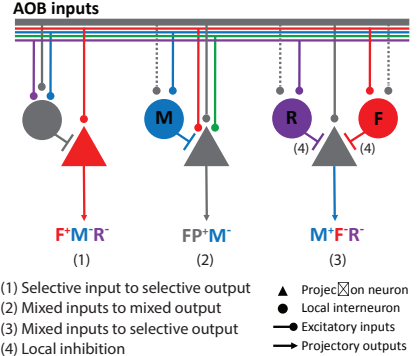 AOB inputs
M
R
F
(4)
(4)
F⁺M⁻R⁻
FP⁺M⁻
M⁺F⁻R⁻
(1)
(2)
(3)
(1) Selective input to selective output
(2) Mixed inputs to mixed output
(3) Mixed inputs to selective output
(4) Local inhibition
Projec☒on neuron
Local interneuron
Excitatory inputs
Projectory outputs